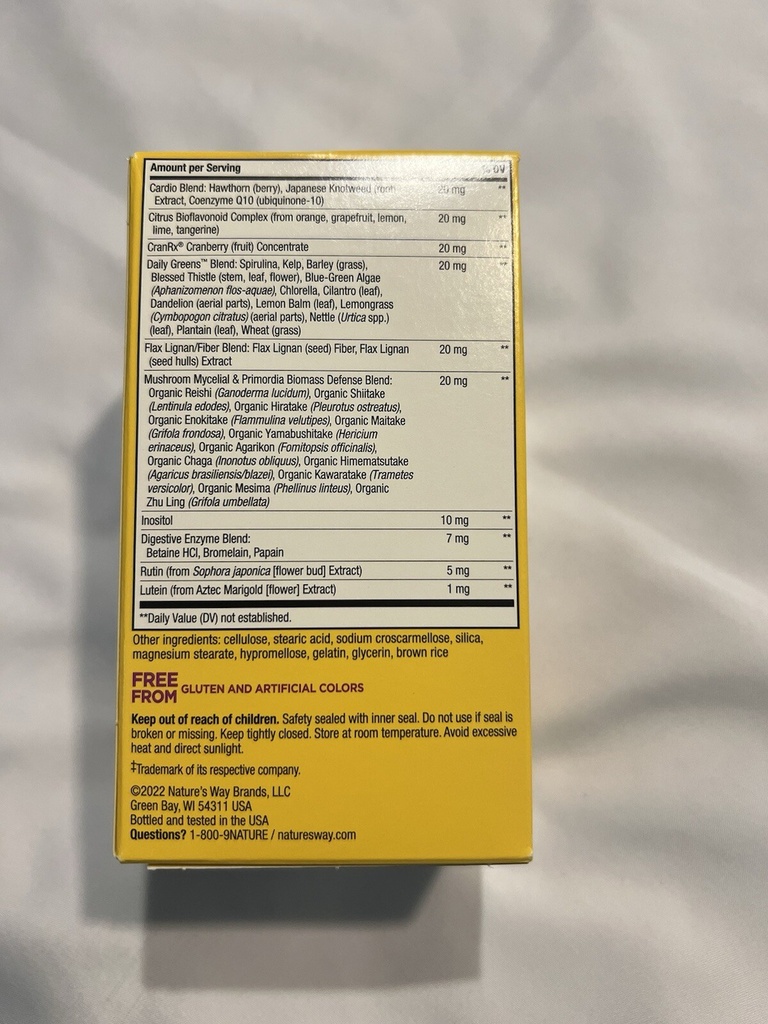 Amount per Serving % DV
Cardio Blend: Hawthorn (berry), Japanese Knotweed (root) 20 mg **
Extract, Coenzyme Q10 (ubiquinone-10)
Citrus Bioflavonoid Complex (from orange, grapefruit, lemon, 20 mg **
lime, tangerine)
CranRx® Cranberry (fruit) Concentrate 20 mg **
Daily Greens™ Blend: Spirulina, Kelp, Barley (grass), 20 mg **
Blessed Thistle (stem, leaf, flower), Blue-Green Algae
(Aphanizomenon flos-aquae), Chlorella, Cilantro (leaf),
Dandelion (aerial parts), Lemon Balm (leaf), Lemongrass
(Cymbopogon citratus) (aerial parts), Nettle (Urtica spp.)
(leaf), Plantain (leaf), Wheat (grass)
Flax Lignan/Fiber Blend: Flax Lignan (seed) Fiber, Flax Lignan 20 mg **
(seed hulls) Extract
Mushroom Mycelial & Primordia Biomass Defense Blend: 20 mg **
Organic Reishi (Ganoderma lucidum), Organic Shiitake
(Lentinula edodes), Organic Hiratake (Pleurotus ostreatus),
Organic Enokitake (Flammulina velutipes), Organic Maitake
(Grifola frondosa), Organic Yamabushitake (Hericium
erinaceus), Organic Agarikon (Fomitopsis officinalis),
Organic Chaga (Inonotus obliquus), Organic Himematsutake
(Agaricus brasiliensis/blazei), Organic Kawaratake (Trametes
versicolor), Organic Mesima (Phellinus linteus), Organic
Zhu Ling (Grifola umbellata)
Inositol 10 mg **
Digestive Enzyme Blend: 7 mg **
Betaine HCl, Bromelain, Papain
Rutin (from Sophora japonica [flower bud] Extract) 5 mg **
Lutein (from Aztec Marigold [flower] Extract) 1 mg **
**Daily Value (DV) not established.
Other ingredients: cellulose, stearic acid, sodium croscarmellose, silica,
magnesium stearate, hypromellose, gelatin, glycerin, brown rice
FREE
FROM GLUTEN AND ARTIFICIAL COLORS
Keep out of reach of children. Safety sealed with inner seal. Do not use if seal is
broken or missing. Keep tightly closed. Store at room temperature. Avoid excessive
heat and direct sunlight.
‡Trademark of its respective company.
©2022 Nature's Way Brands, LLC
Green Bay, WI 54311 USA
Bottled and tested in the USA
Questions? 1-800-9NATURE / naturesway.com